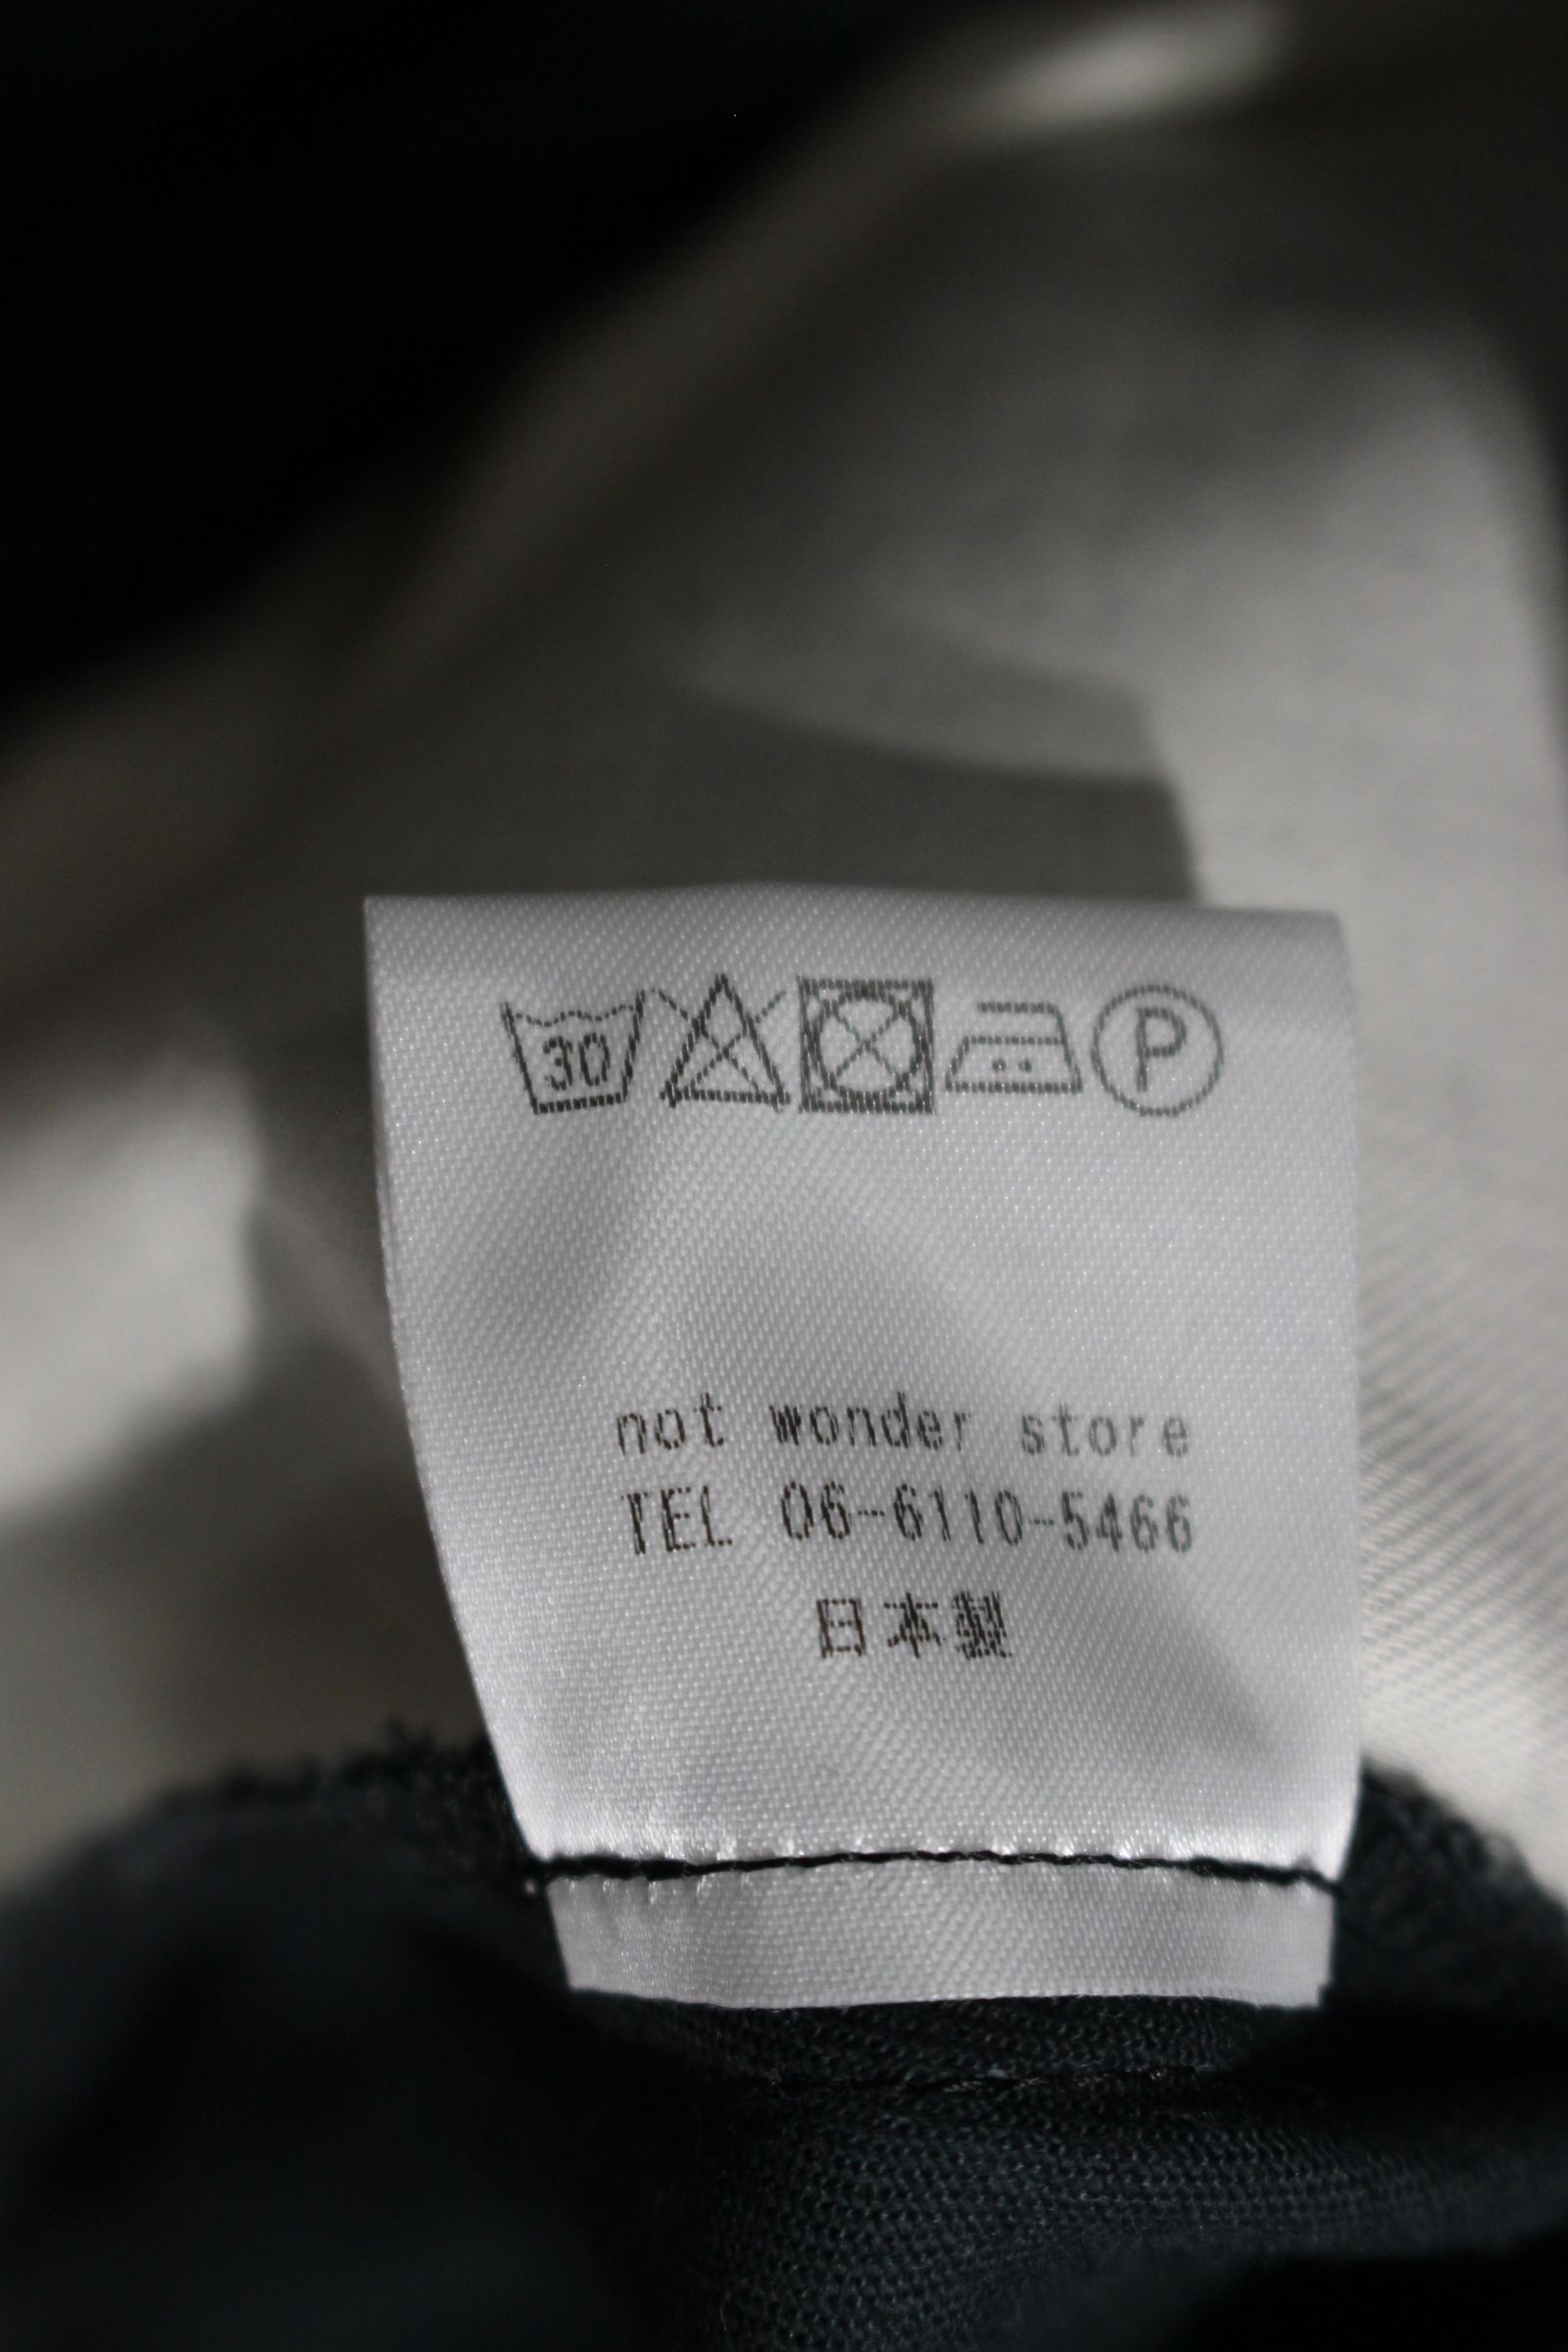 30 P
not wonder store
TEL 06-6110-5466
日本製